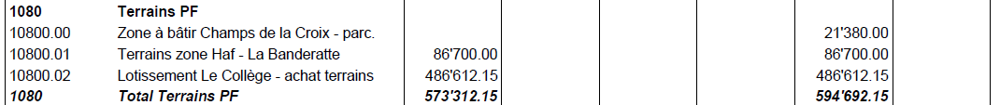 1080 Terrains PF
10800.00 Zone à bâtir Champs de la Croix - parc. 21'380.00
10800.01 Terrains zone Haf - La Banderatte 86'700.00 86'700.00
10800.02 Lotissement Le Collège - achat terrains 486'612.15 486'612.15
1080 Total Terrains PF 573'312.15 594'692.15